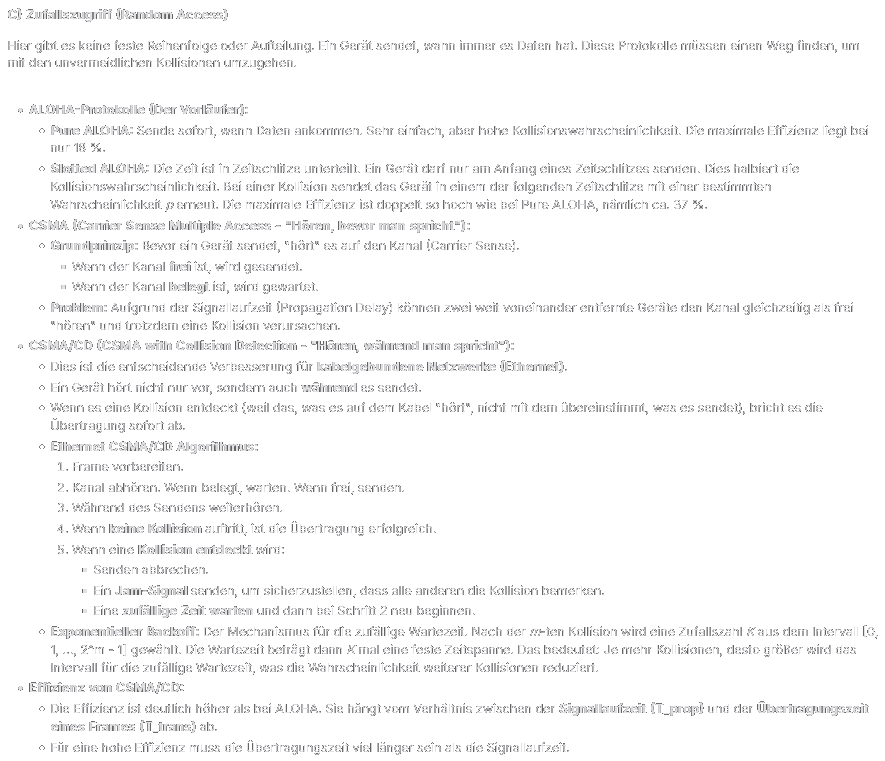 C) Zufallszugriff (Random Access)
Hier gibt es keine feste Reihenfolge oder Aufteilung. Ein Gerät sendet, wann immer es Daten hat. Diese Protokolle müssen einen Weg finden, um
mit den unvermeidlichen Kollisionen umzugehen.
• ALOHA-Protokolle (Der Vorläufer):
◦ Pure ALOHA: Sende sofort, wenn Daten ankommen. Sehr einfach, aber hohe Kollisionswahrscheinlichkeit. Die maximale Effizienz liegt bei
nur 18 %.
◦ Slotted ALOHA: Die Zeit ist in Zeitschlitze unterteilt. Ein Gerät darf nur am Anfang eines Zeitschlitzes senden. Dies halbiert die
Kollisionswahrscheinlichkeit. Bei einer Kollision sendet das Gerät in einem der folgenden Zeitschlitze mit einer bestimmten
Wahrscheinlichkeit p erneut. Die maximale Effizienz ist doppelt so hoch wie bei Pure ALOHA, nämlich ca. 37 %.
• CSMA (Carrier Sense Multiple Access - "Hören, bevor man spricht"):
◦ Grundprinzip: Bevor ein Gerät sendet, "hört" es auf den Kanal (Carrier Sense).
▪ Wenn der Kanal frei ist, wird gesendet.
▪ Wenn der Kanal belegt ist, wird gewartet.
◦ Problem: Aufgrund der Signallaufzeit (Propagation Delay) können zwei weit voneinander entfernte Geräte den Kanal gleichzeitig als frei
"hören" und trotzdem eine Kollision verursachen.
• CSMA/CD (CSMA with Collision Detection - "Hören, während man spricht"):
◦ Dies ist die entscheidende Verbesserung für kabelgebundene Netzwerke (Ethernet).
◦ Ein Gerät hört nicht nur vor, sondern auch während es sendet.
◦ Wenn es eine Kollision entdeckt (weil das, was es auf dem Kabel "hört", nicht mit dem übereinstimmt, was es sendet), bricht es die
Übertragung sofort ab.
◦ Ethernet CSMA/CD Algorithmus:
1. Frame vorbereiten.
2. Kanal abhören. Wenn belegt, warten. Wenn frei, senden.
3. Während des Sendens weiterhören.
4. Wenn keine Kollision auftritt, ist die Übertragung erfolgreich.
5. Wenn eine Kollision entdeckt wird:
▪ Senden abbrechen.
▪ Ein Jam-Signal senden, um sicherzustellen, dass alle anderen die Kollision bemerken.
▪ Eine zufällige Zeit warten und dann bei Schritt 2 neu beginnen.
◦ Exponentieller Backoff: Der Mechanismus für die zufällige Wartezeit. Nach der m-ten Kollision wird eine Zufallszahl K aus dem Intervall [0,
1, ..., 2^m - 1] gewählt. Die Wartezeit beträgt dann K mal eine feste Zeitspanne. Das bedeutet: Je mehr Kollisionen, desto größer wird das
Intervall für die zufällige Wartezeit, was die Wahrscheinlichkeit weiterer Kollisionen reduziert.
• Effizienz von CSMA/CD:
◦ Die Effizienz ist deutlich höher als bei ALOHA. Sie hängt vom Verhältnis zwischen der Signallaufzeit (T_prop) und der Übertragungszeit
eines Frames (T_trans) ab.
◦ Für eine hohe Effizienz muss die Übertragungszeit viel länger sein als die Signallaufzeit.